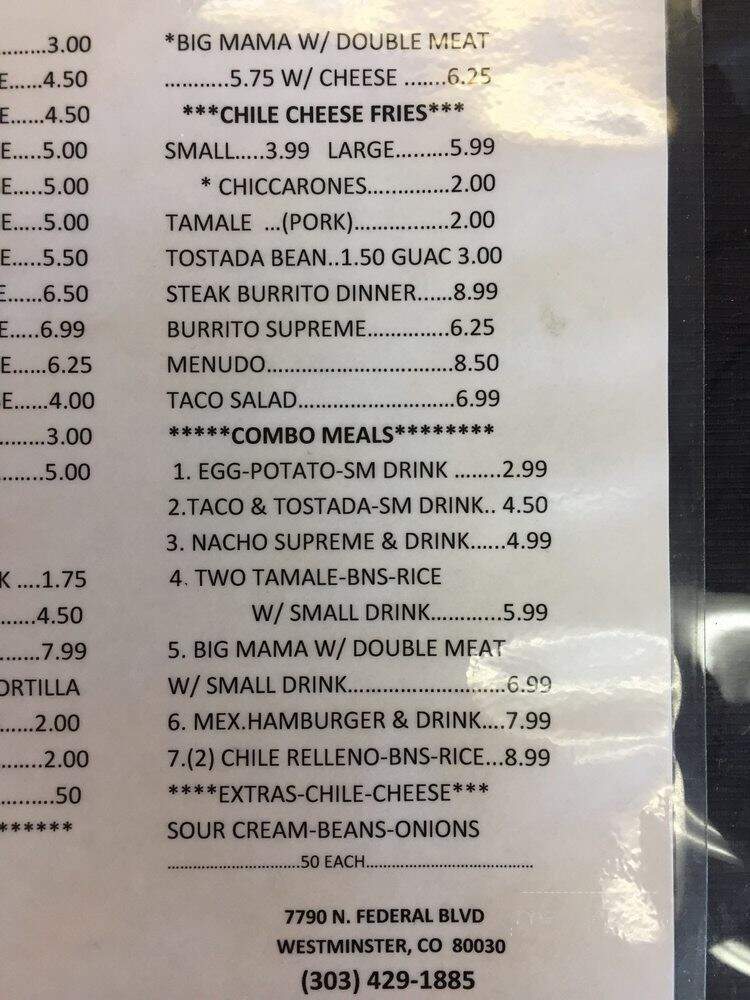 ..........3.00
E......4.50
E......4.50
E.....5.00
E.....5.00
E.....5.00
E.....5.50
E.....6.50
E....6.99
E......6.25
E......4.00
..........3.00
..........5.00
K ....1.75
......4.50
.......7.99
ORTILLA
......2.00
........2.00
..........50
*******
*BIG MAMA W/ DOUBLE MEAT
...........5.75 W/ CHEESE .......6.25
***CHILE CHEESE FRIES***
SMALL.....3.99 LARGE.........5.99
* CHICCARONES..............2.00
TAMALE ...(PORK)................2.00
TOSTADA BEAN..1.50 GUAC 3.00
STEAK BURRITO DINNER......8.99
BURRITO SUPREME..............6.25
MENUDO................................8.50
TACO SALAD...........................6.99
*****COMBO MEALS********
1. EGG-POTATO-SM DRINK ........2.99
2.TACO & TOSTADA-SM DRINK.. 4.50
3. NACHO SUPREME & DRINK......4.99
4. TWO TAMALE-BNS-RICE
W/ SMALL DRINK............5.99
5. BIG MAMA W/ DOUBLE MEAT
W/ SMALL DRINK...........................6.99
6. MEX.HAMBURGER & DRINK....7.99
7.(2) CHILE RELLENO-BNS-RICE...8.99
****EXTRAS-CHILE-CHEESE***
SOUR CREAM-BEANS-ONIONS
...............................50 EACH.......................................
7790 N. FEDERAL BLVD
WESTMINSTER, CO 80030
(303) 429-1885